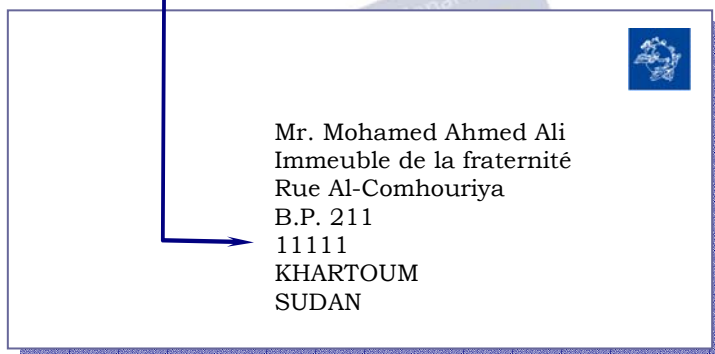 Mr. Mohamed Ahmed Ali
Immeuble de la fraternité
Rue Al-Comhouriya
B.P. 211
11111
KHARTOUM
SUDAN